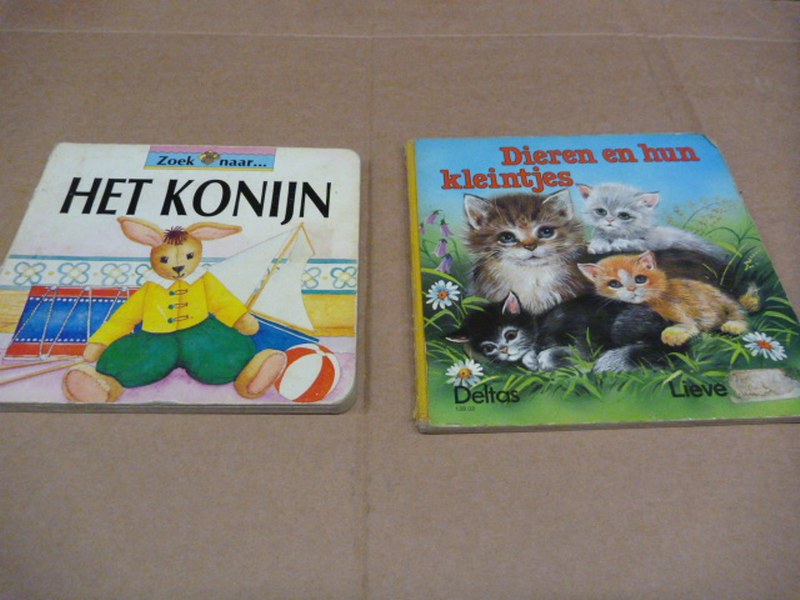 Zoek naar...
HET KONIJN
Dieren en hun
kleintjes
Deltas
Lieve